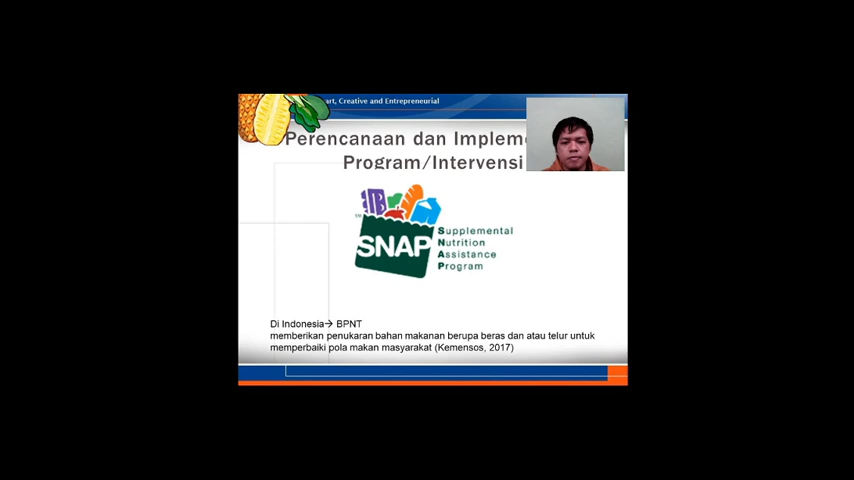 art, Creative and Entrepreneurial
Perencanaan dan Impleme
Program/Intervensi
SNAP
Supplemental
Nutrition
Assistance
Program
Di Indonesia→ BPNT
memberikan penukaran bahan makanan berupa beras dan atau telur untuk
memperbaiki pola makan masyarakat (Kemensos, 2017)